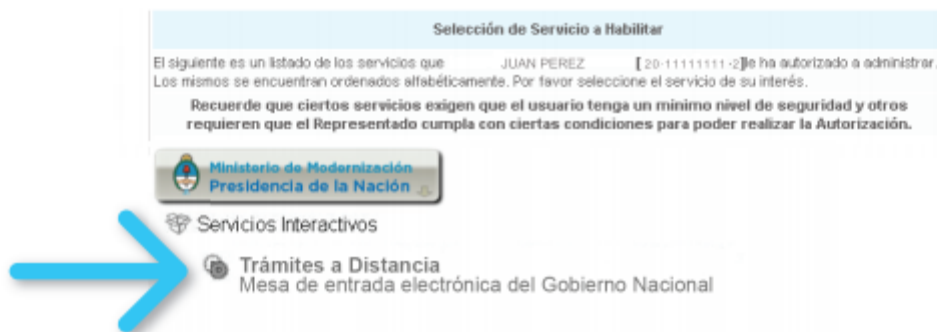 Selección de Servicio a Habilitar
El siguiente es un listado de los servicios que JUAN PEREZ [20-11111111-2]le ha autorizado a administrar.
Los mismos se encuentran ordenados alfabéticamente. Por favor seleccione el servicio de su interés.
Recuerde que ciertos servicios exigen que el usuario tenga un mínimo nivel de seguridad y otros
requieren que el Representado cumpla con ciertas condiciones para poder realizar la Autorización.
Ministerio de Modernización
Presidencia de la Nación
Servicios Interactivos
Trámites a Distancia
Mesa de entrada electrónica del Gobierno Nacional